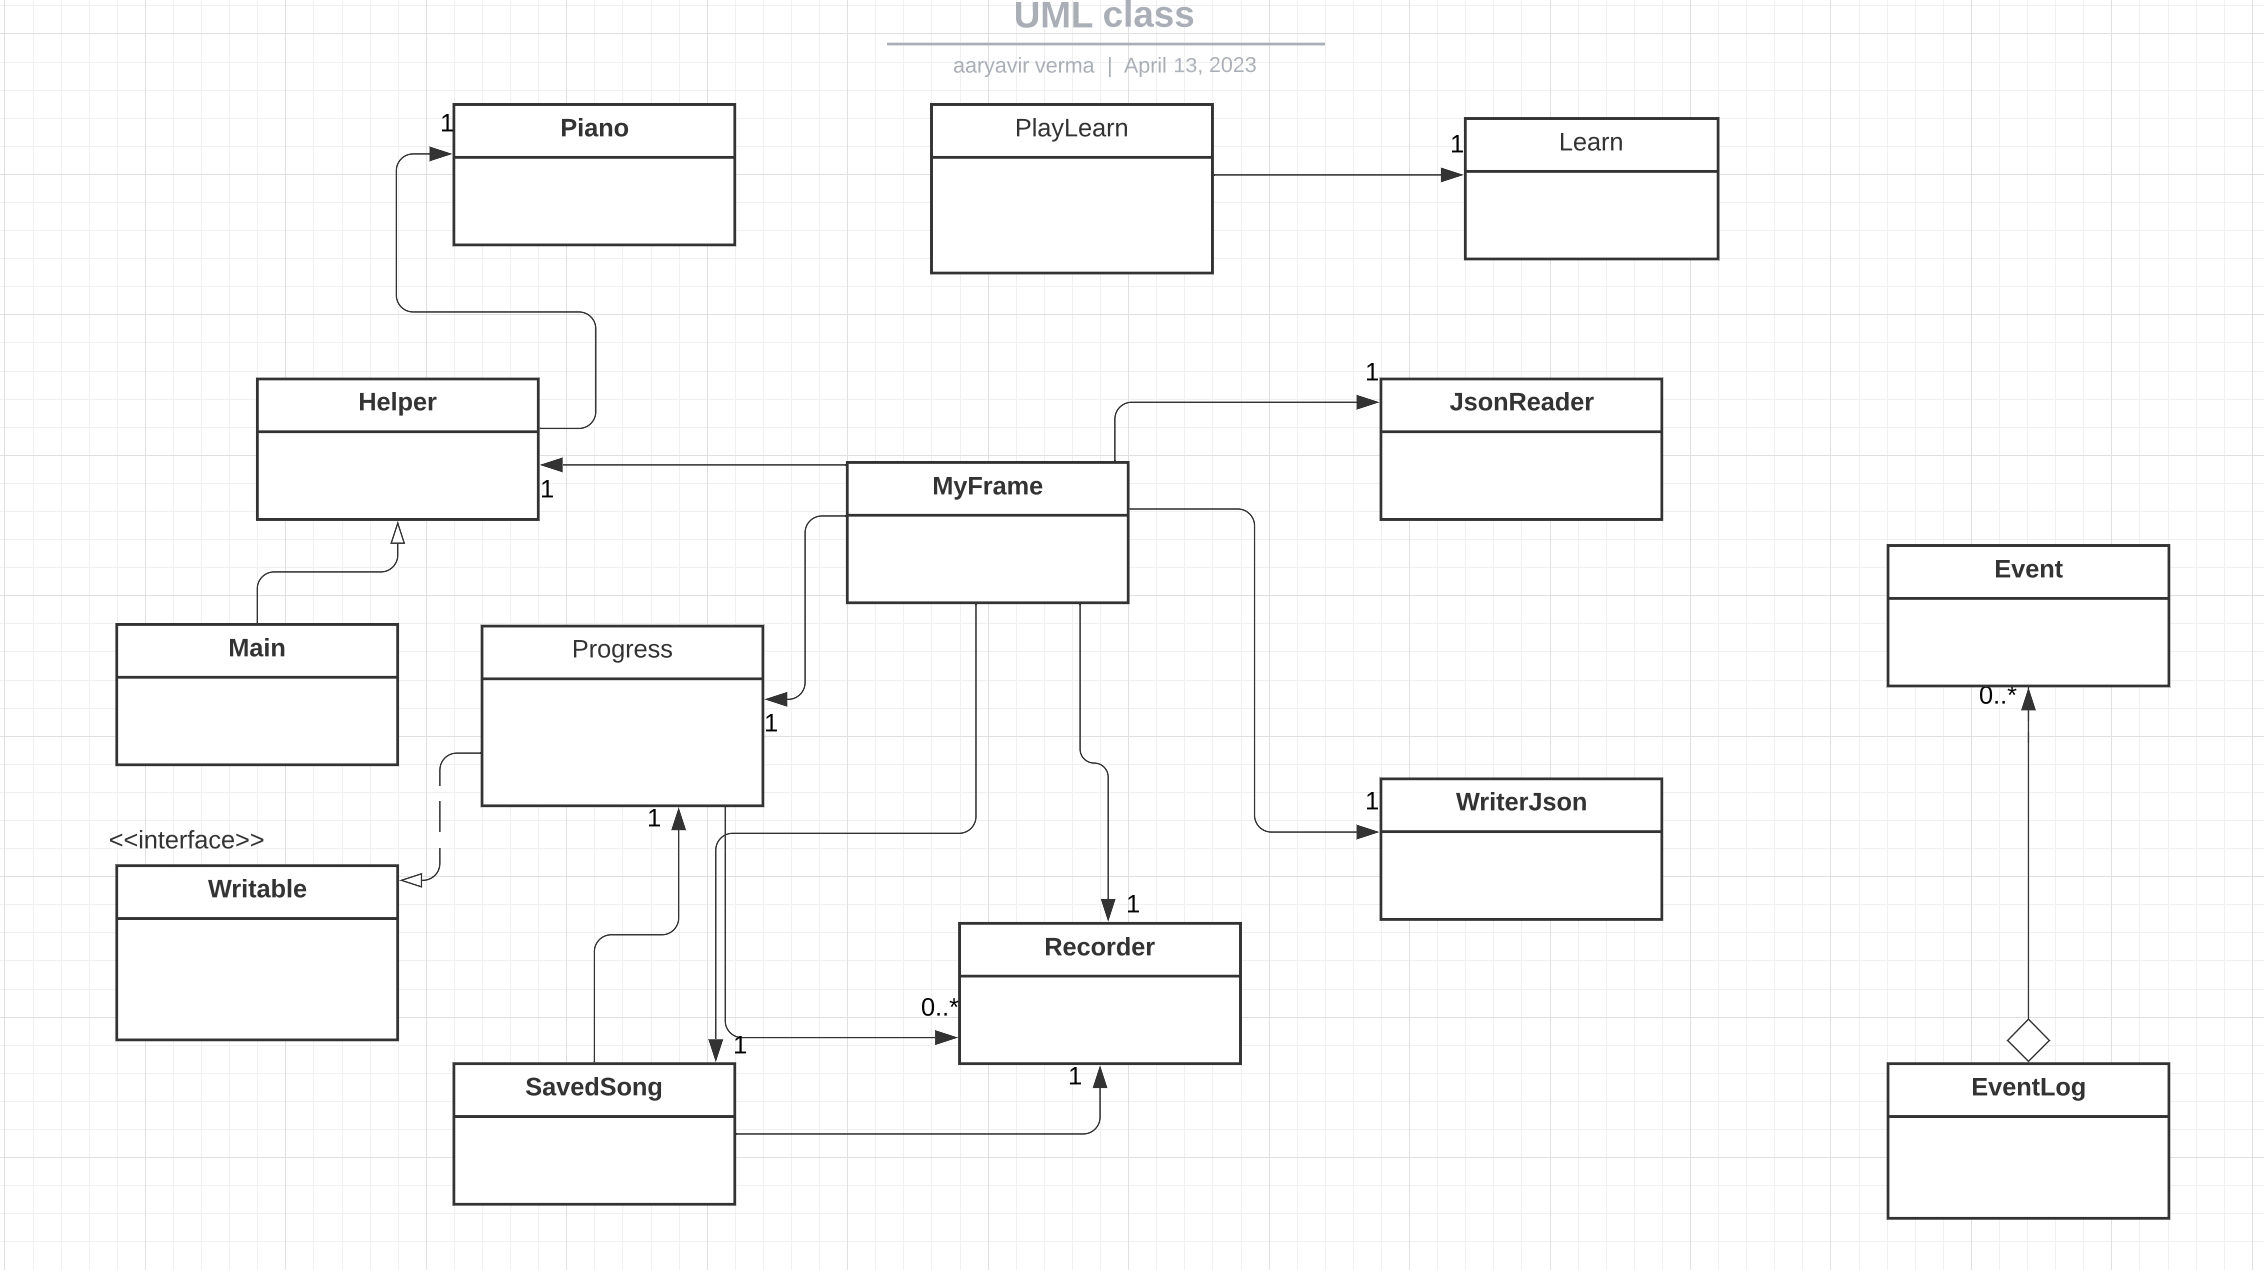 UML class
aaryavir verma | April 13, 2023
1
Piano
PlayLearn
1
Learn
Helper
1
JsonReader
1
MyFrame
Event
0..*
Main
Progress
1
1
<<interface>>
Writable
1
WriterJson
1
Recorder
0..*
1
SavedSong
1
EventLog